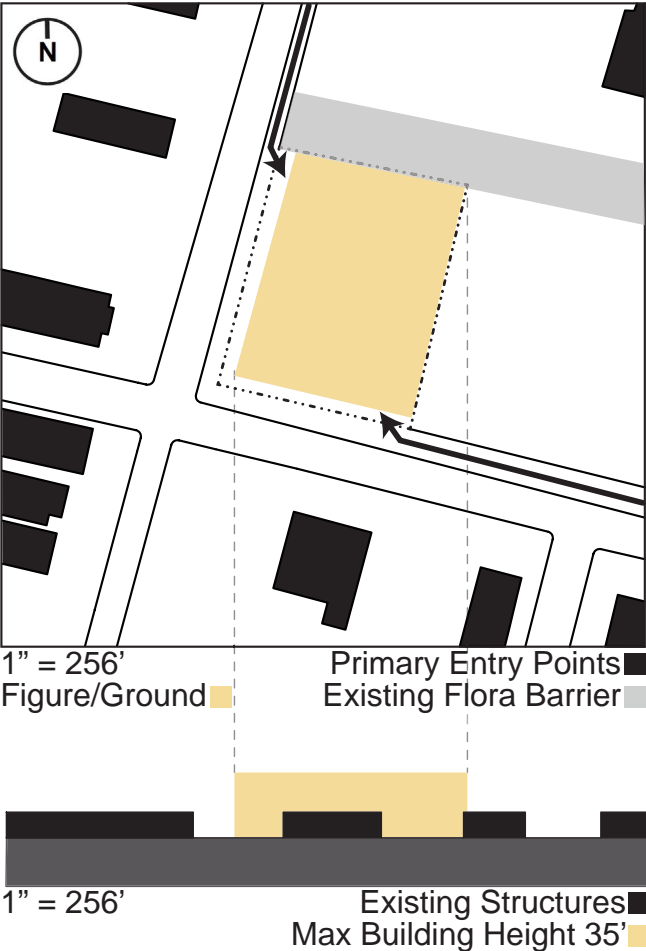 N
1” = 256’ Primary Entry Points
Figure/Ground Existing Flora Barrier
1” = 256’ Existing Structures
Max Building Height 35’